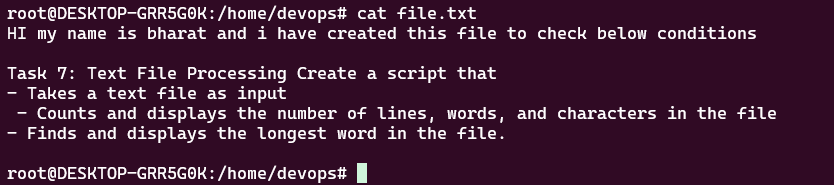 root@DESKTOP-GRR5G0K:/home/devops# cat file.txt
HI my name is bharat and i have created this file to check below conditions
Task 7: Text File Processing Create a script that
- Takes a text file as input
- Counts and displays the number of lines, words, and characters in the file
- Finds and displays the longest word in the file.
root@DESKTOP-GRR5G0K:/home/devops#